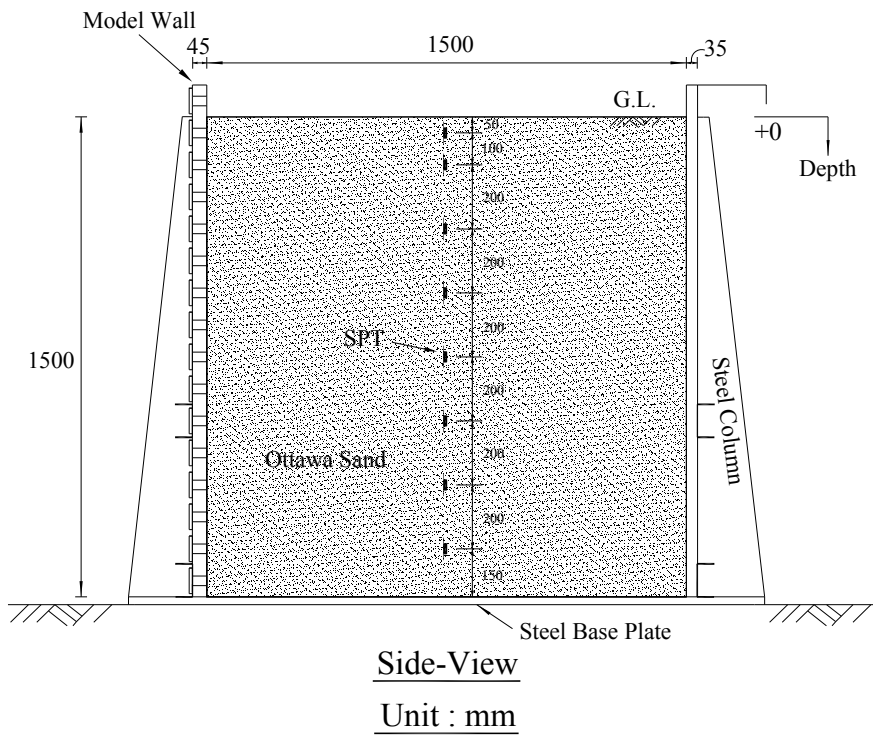 Model Wall
45
1500
35
G.L.
+0
Depth
50
100
200
200
200
SPT
1500
200
Steel Column
Ottawa Sand
200
200
150
Steel Base Plate
Side-View
Unit : mm